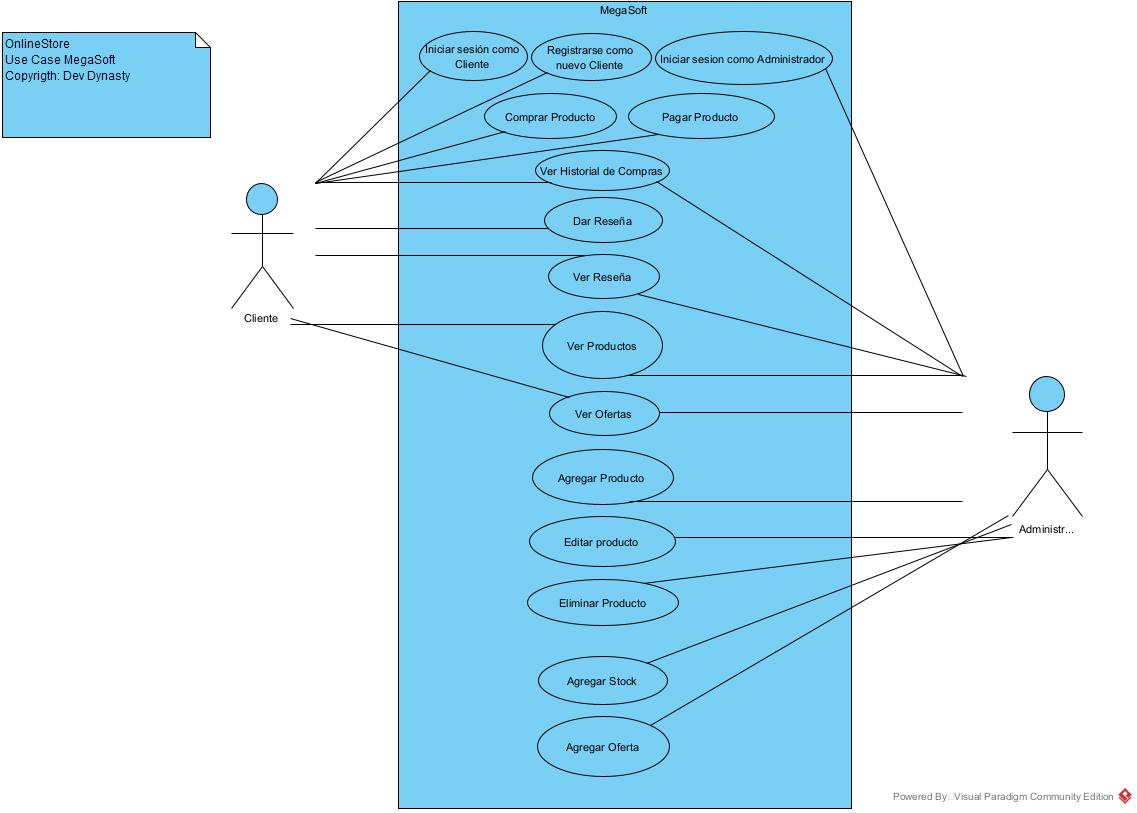 MegaSoft
OnlineStore
Use Case MegaSoft
Copyrigth: Dev Dynasty
Iniciar sesión como
Cliente
Registrarse como
nuevo Cliente
Iniciar sesion como Administrador
Comprar Producto
Pagar Producto
Ver Historial de Compras
Dar Reseña
Ver Reseña
Cliente
Ver Productos
Ver Ofertas
Agregar Producto
Administr...
Editar producto
Eliminar Producto
Agregar Stock
Agregar Oferta
Powered By Visual Paradigm Community Edition